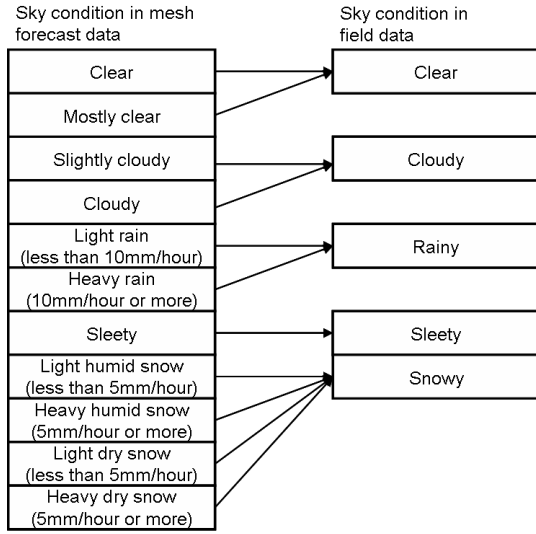 Sky condition in mesh
forecast data
Clear
Mostly clear
Slightly cloudy
Cloudy
Light rain
(less than 10mm/hour)
Heavy rain
(10mm/hour or more)
Sleety
Light humid snow
(less than 5mm/hour)
Heavy humid snow
(5mm/hour or more)
Light dry snow
(less than 5mm/hour)
Heavy dry snow
(5mm/hour or more)
Sky condition in
field data
Clear
Cloudy
Rainy
Sleety
Snowy